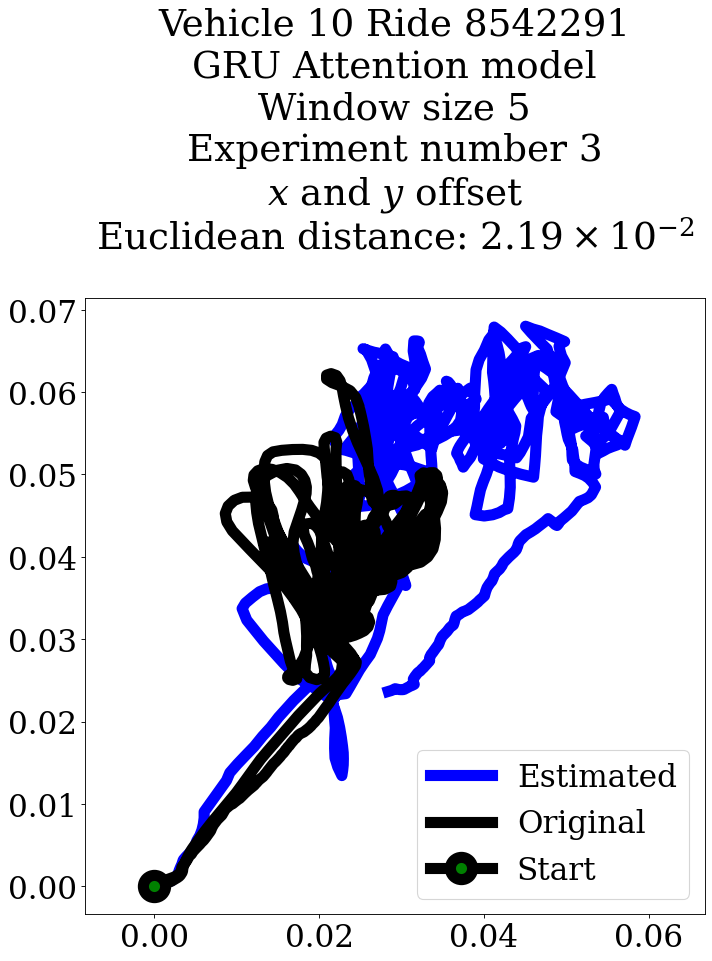 Vehicle 10 Ride 8542291
GRU Attention model
Window size 5
Experiment number 3
x and y offset
Euclidean distance: 2.19 × 10⁻²
0.07
0.06
0.05
0.04
0.03
0.02
0.01
0.00
Estimated
Original
Start
0.00 0.02 0.04 0.06